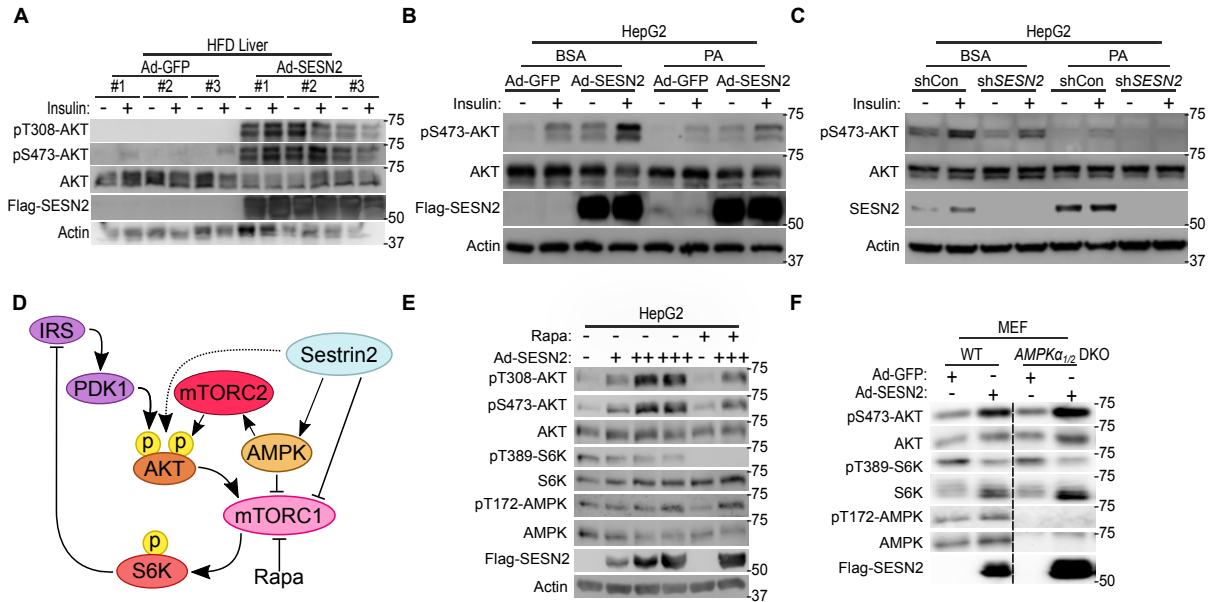 A
HFD Liver
Ad-GFP Ad-SESN2
#1 #2 #3 #1 #2 #3
Insulin: - + - + - + - + - + - +
pT308-AKT
-75
pS473-AKT
-75
AKT
Flag-SESN2
-50
Actin
-37
B
HepG2
BSA PA
Ad-GFP Ad-SESN2 Ad-GFP Ad-SESN2
Insulin: - + - + - + - +
pS473-AKT
-75
AKT
-75
Flag-SESN2
-50
Actin
-37
C
HepG2
BSA PA
shCon shSESN2 shCon shSESN2
Insulin: - + - + - + - +
pS473-AKT
-75
AKT
-75
SESN2
-50
Actin
-37
D
IRS
Sestrin2
PDK1
mTORC2
p p
AKT
AMPK
mTORC1
p
S6K
Rapa
E
HepG2
Rapa: - - - - + +
Ad-SESN2: - + ++ +++ - +++
pT308-AKT
-75
pS473-AKT
-75
AKT
-75
pT389-S6K
-75
S6K
-75
pT172-AMPK
-75
AMPK
Flag-SESN2
-50
Actin
-37
F
MEF
WT AMPKα1/2 DKO
Ad-GFP: + - + -
Ad-SESN2: - + - +
pS473-AKT
-75
AKT
-75
pT389-S6K
-75
S6K
-75
pT172-AMPK
-75
AMPK
Flag-SESN2
-50